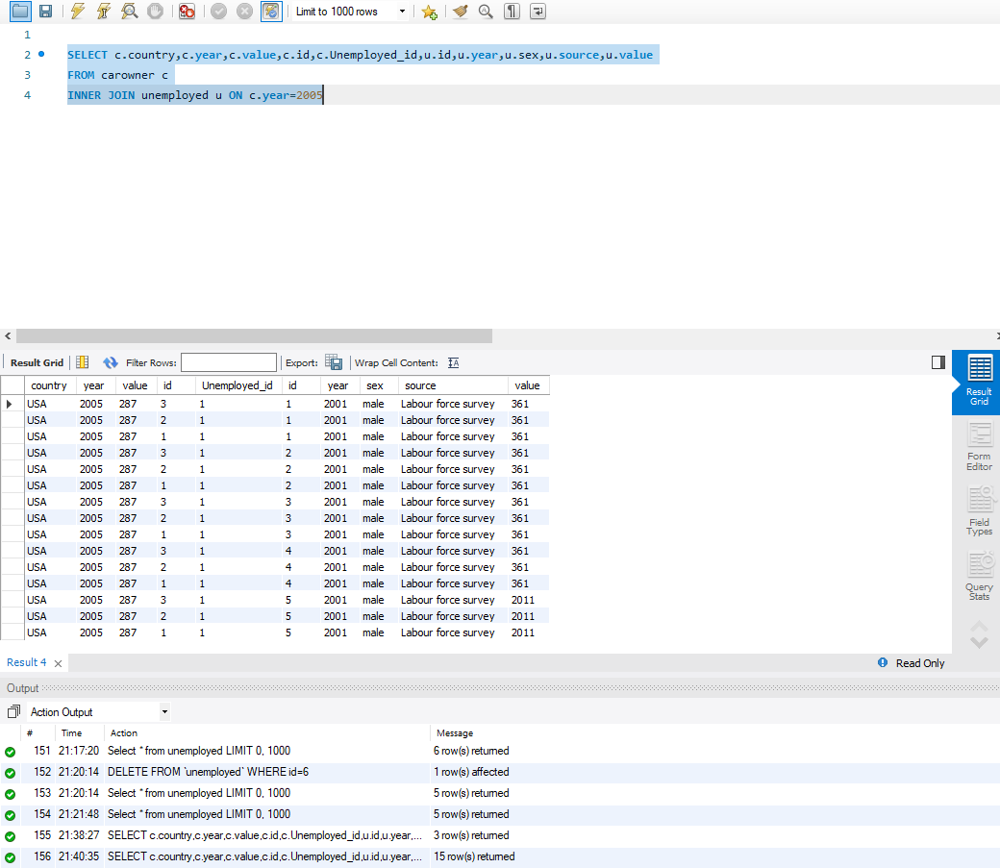 Limit to 1000 rows
1
2 SELECT c.country,c.year,c.value,c.id,c.Unemployed_id,u.id,u.year,u.sex,u.source,u.value
3 FROM carowner c
4 INNER JOIN unemployed u ON c.year=2005
Result Grid Filter Rows: Export: Wrap Cell Content: IA
country year value id Unemployed_id id year sex source value
USA 2005 287 3 1 1 2001 male Labour force survey 361
USA 2005 287 2 1 1 2001 male Labour force survey 361
USA 2005 287 1 1 1 2001 male Labour force survey 361
USA 2005 287 3 1 2 2001 male Labour force survey 361
USA 2005 287 2 1 2 2001 male Labour force survey 361
USA 2005 287 1 1 2 2001 male Labour force survey 361
USA 2005 287 3 1 3 2001 male Labour force survey 361
USA 2005 287 2 1 3 2001 male Labour force survey 361
USA 2005 287 1 1 3 2001 male Labour force survey 361
USA 2005 287 3 1 4 2001 male Labour force survey 361
USA 2005 287 2 1 4 2001 male Labour force survey 361
USA 2005 287 1 1 4 2001 male Labour force survey 361
USA 2005 287 3 1 5 2001 male Labour force survey 2011
USA 2005 287 2 1 5 2001 male Labour force survey 2011
USA 2005 287 1 1 5 2001 male Labour force survey 2011
Result
Grid
Form
Editor
Field
Types
Query
Stats
Result 4 Read Only
Output
Action Output
# Time Action Message
151 21:17:20 Select * from unemployed LIMIT 0, 1000 6 row(s) returned
152 21:20:14 DELETE FROM `unemployed` WHERE id=6 1 row(s) affected
153 21:20:14 Select * from unemployed LIMIT 0, 1000 5 row(s) returned
154 21:21:48 Select * from unemployed LIMIT 0, 1000 5 row(s) returned
155 21:38:27 SELECT c.country,c.year,c.value,c.id,c.Unemployed_id,u.id,u.year,... 3 row(s) returned
156 21:40:35 SELECT c.country,c.year,c.value,c.id,c.Unemployed_id,u.id,u.year,... 15 row(s) returned